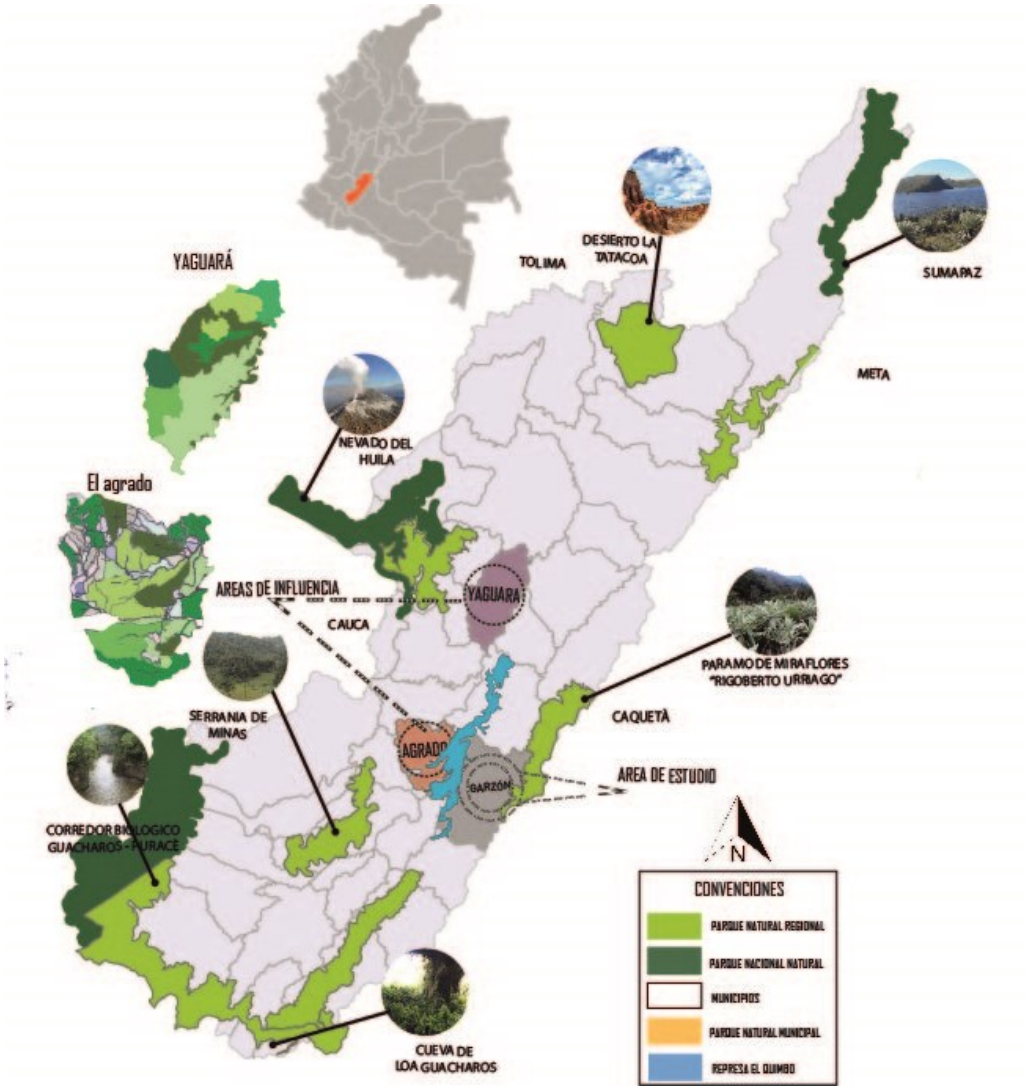 DESIERTO LA
TATACOA
TOLIMA
SUMAPAZ
YAGUARÁ
META
NEVADO DEL
HUILA
El agrado
AREAS DE INFLUENCIA
YAGUARA
CAUCA
PARAMO DE MIRAFLORES
"RIGOBERTO URRIAGO"
SERRANIA DE
MINAS
CAQUETÀ
AGRADO
GARZÓN
AREA DE ESTUDIO
CORREDOR BIOLOGICO
GUACHAROS - PURACÈ
N
CONVENCIONES
PARQUE NATURAL REGIONAL
PARQUE NACIONAL NATURAL
MUNICIPIOS
PARQUE NATURAL MUNICIPAL
REPRESA EL QUIMBO
CUEVA DE
LOA GUACHAROS